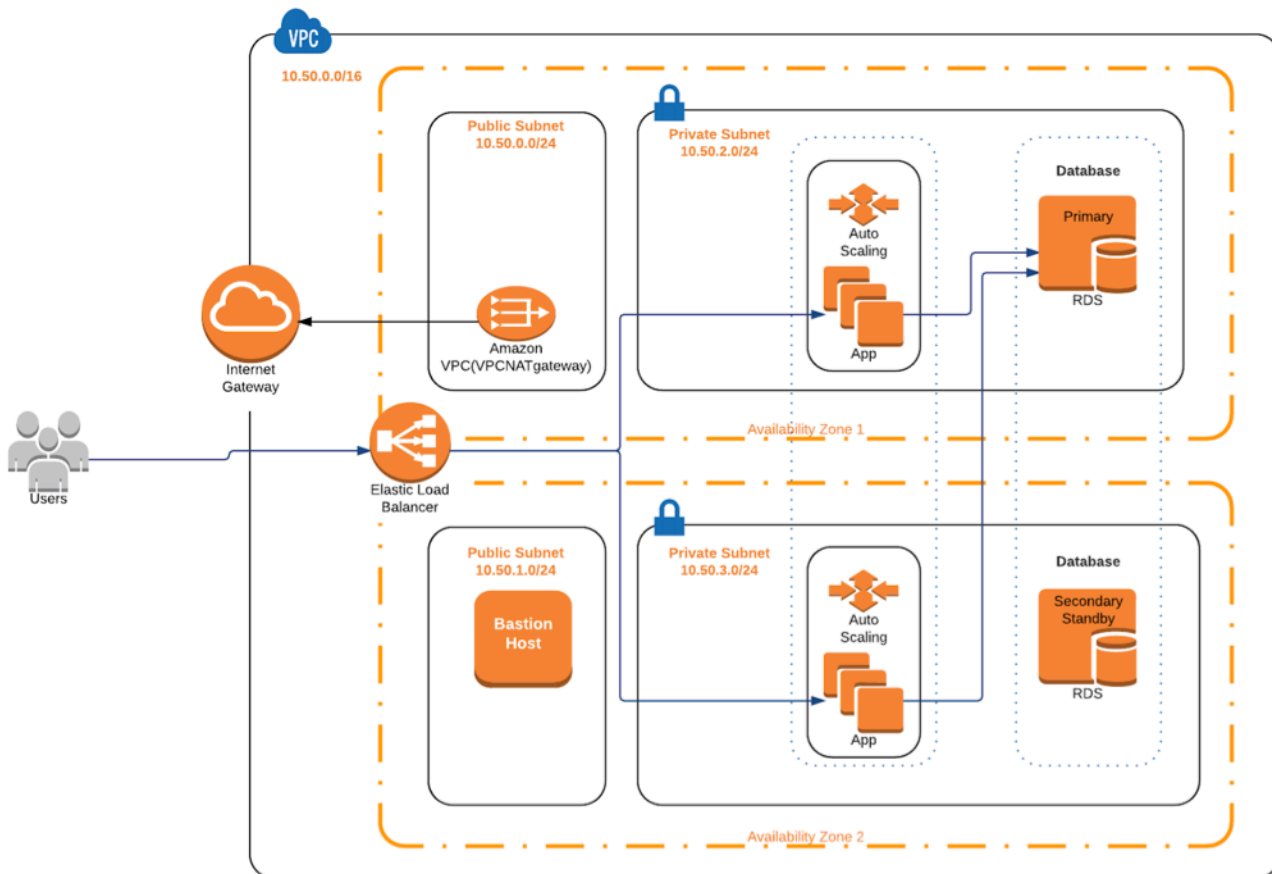 VPC
10.50.0.0/16
Public Subnet
10.50.0.0/24
Amazon
VPC(VPCNATgateway)
Private Subnet
10.50.2.0/24
Auto
Scaling
App
Database
Primary
RDS
Availability Zone 1
Internet
Gateway
Users
Elastic Load
Balancer
Public Subnet
10.50.1.0/24
Bastion
Host
Private Subnet
10.50.3.0/24
Auto
Scaling
App
Database
Secondary
Standby
RDS
Availability Zone 2